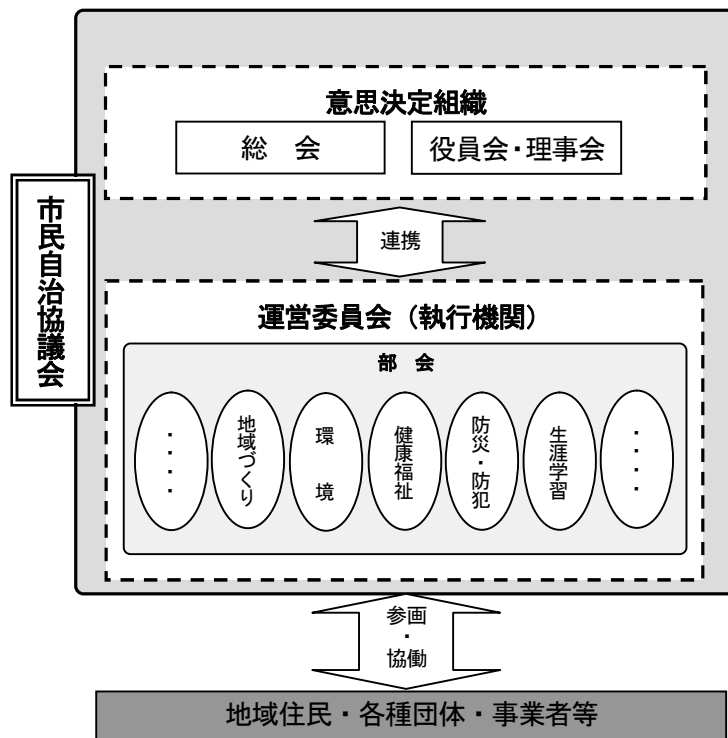 意思決定組織
総　会
役員会・理事会
市民自治協議会
連携
運営委員会（執行機関）
部 会
・・・・
地域づくり
環　境
健康福祉
防災・防犯
生涯学習
・・・・
参画
・
協働
地域住民・各種団体・事業者等